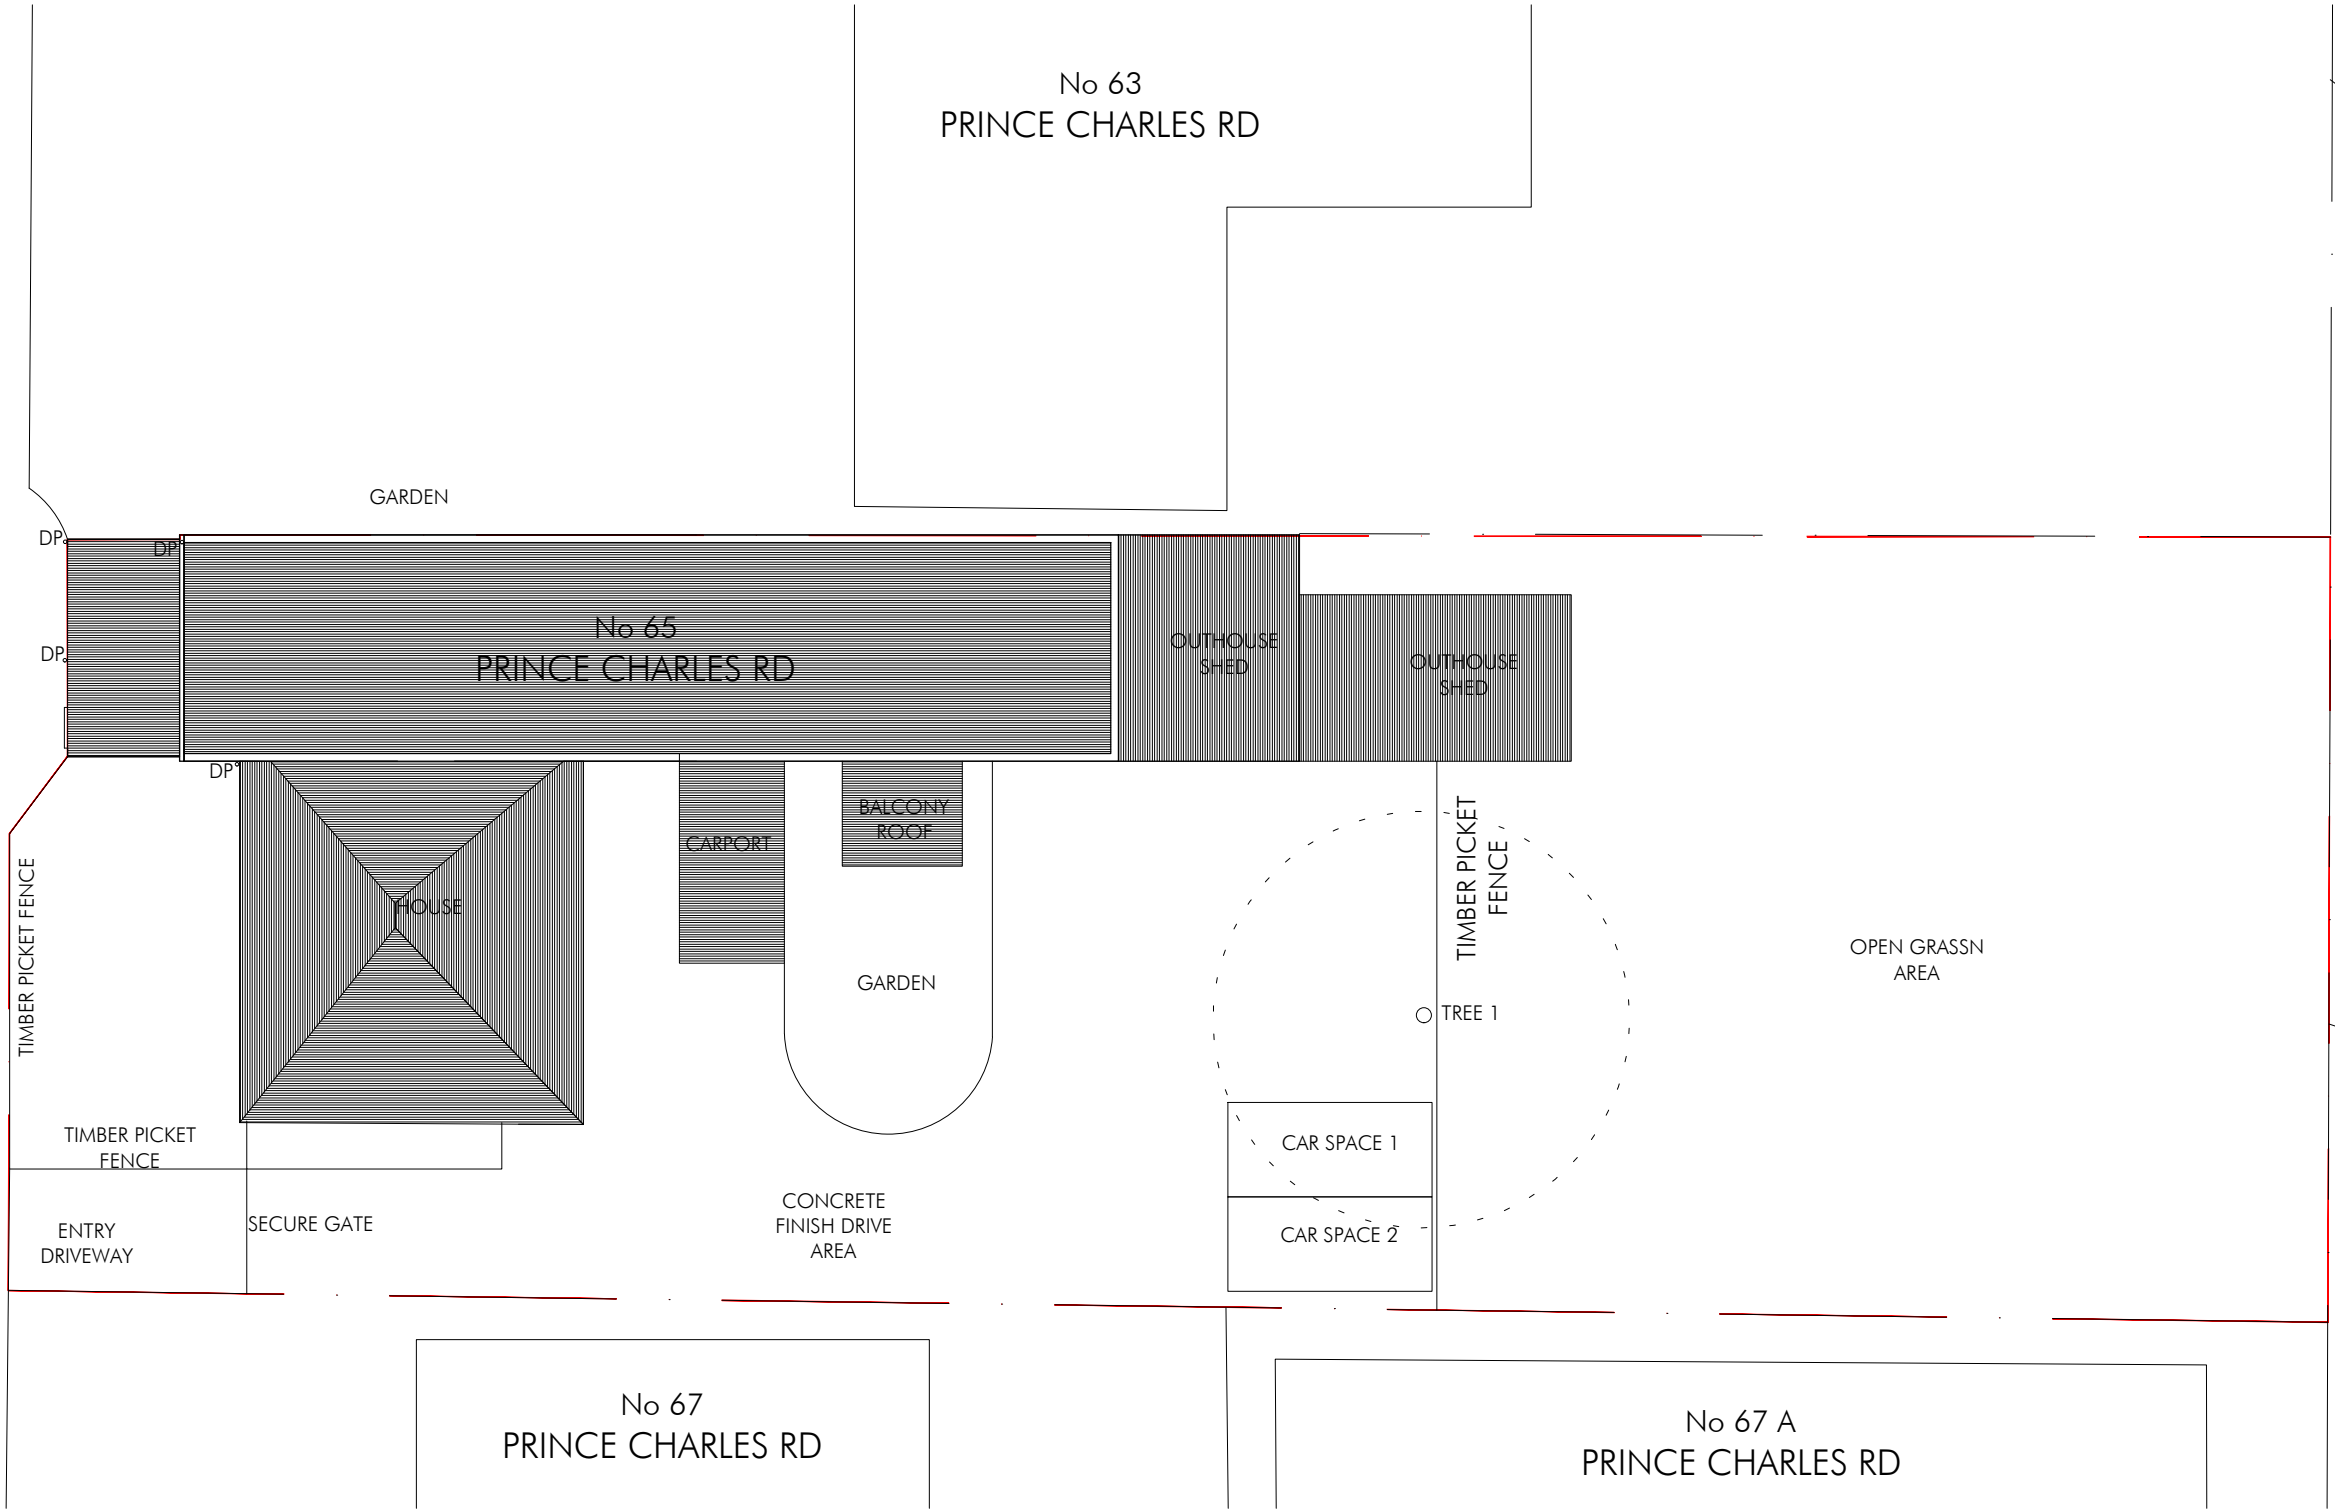 No 63
PRINCE CHARLES RD
GARDEN
DP
DP
No 65
PRINCE CHARLES RD
OUTHOUSE
SHED
OUTHOUSE
SHED
DP
DP
TIMBER PICKET FENCE
HOUSE
CARPORT
BALCONY
ROOF
GARDEN
TIMBER PICKET
FENCE
TREE 1
OPEN GRASSN
AREA
TIMBER PICKET
FENCE
CAR SPACE 1
ENTRY
DRIVEWAY
SECURE GATE
CONCRETE
FINISH DRIVE
AREA
CAR SPACE 2
No 67
PRINCE CHARLES RD
No 67 A
PRINCE CHARLES RD